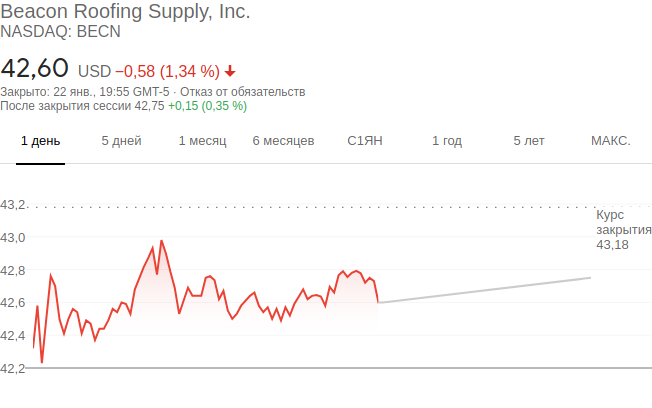 Beacon Roofing Supply, Inc.
NASDAQ: BECN
42,60 USD −0,58 (1,34 %)
Закрыто: 22 янв., 19:55 GMT-5 · Отказ от обязательств
После закрытия сессии 42,75 +0,15 (0,35 %)
1 день 5 дней 1 месяц 6 месяцев С1ЯН 1 год 5 лет МАКС.
43,2
Курс
закрытия
43,18
43,0
42,8
42,6
42,4
42,2